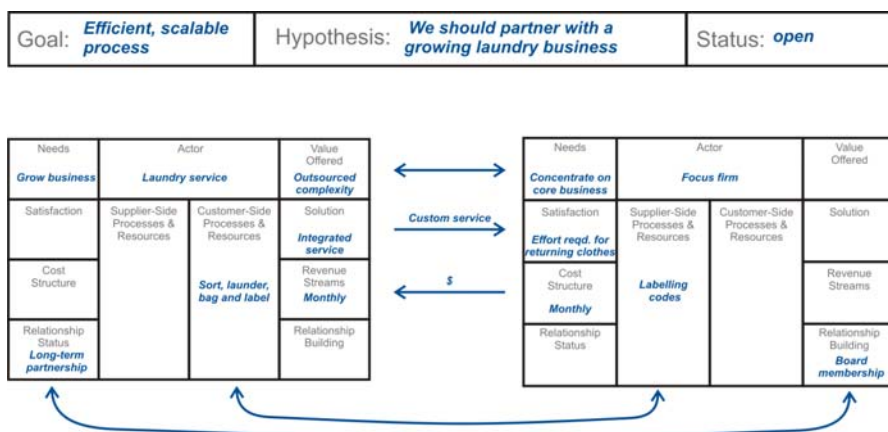 Goal: Efficient, scalable
process
Hypothesis: We should partner with a
growing laundry business
Status: open
Needs
Grow business
Actor
Laundry service
Value
Offered
Outsourced
complexity
Satisfaction
Supplier-Side
Processes &
Resources
Customer-Side
Processes &
Resources
Sort, launder,
bag and label
Solution
Integrated
service
Cost
Structure
Revenue
Streams
Monthly
Relationship
Status
Long-term
partnership
Relationship
Building
Custom service
$
Needs
Concentrate on
core business
Actor
Focus firm
Value
Offered
Satisfaction
Effort reqd. for
returning clothes
Supplier-Side
Processes &
Resources
Labelling
codes
Customer-Side
Processes &
Resources
Solution
Cost
Structure
Monthly
Revenue
Streams
Relationship
Status
Relationship
Building
Board
membership